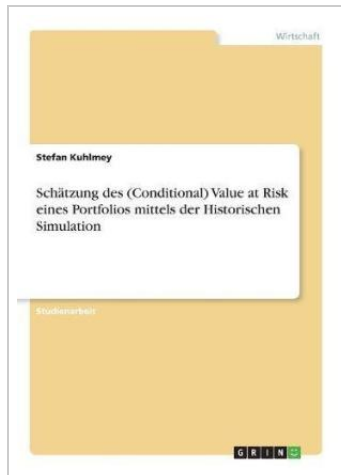 Wirtschaft
Stefan Kuhlmey
Schätzung des (Conditional) Value at Risk
eines Portfolios mittels der Historischen
Simulation
Studienarbeit
GRIN